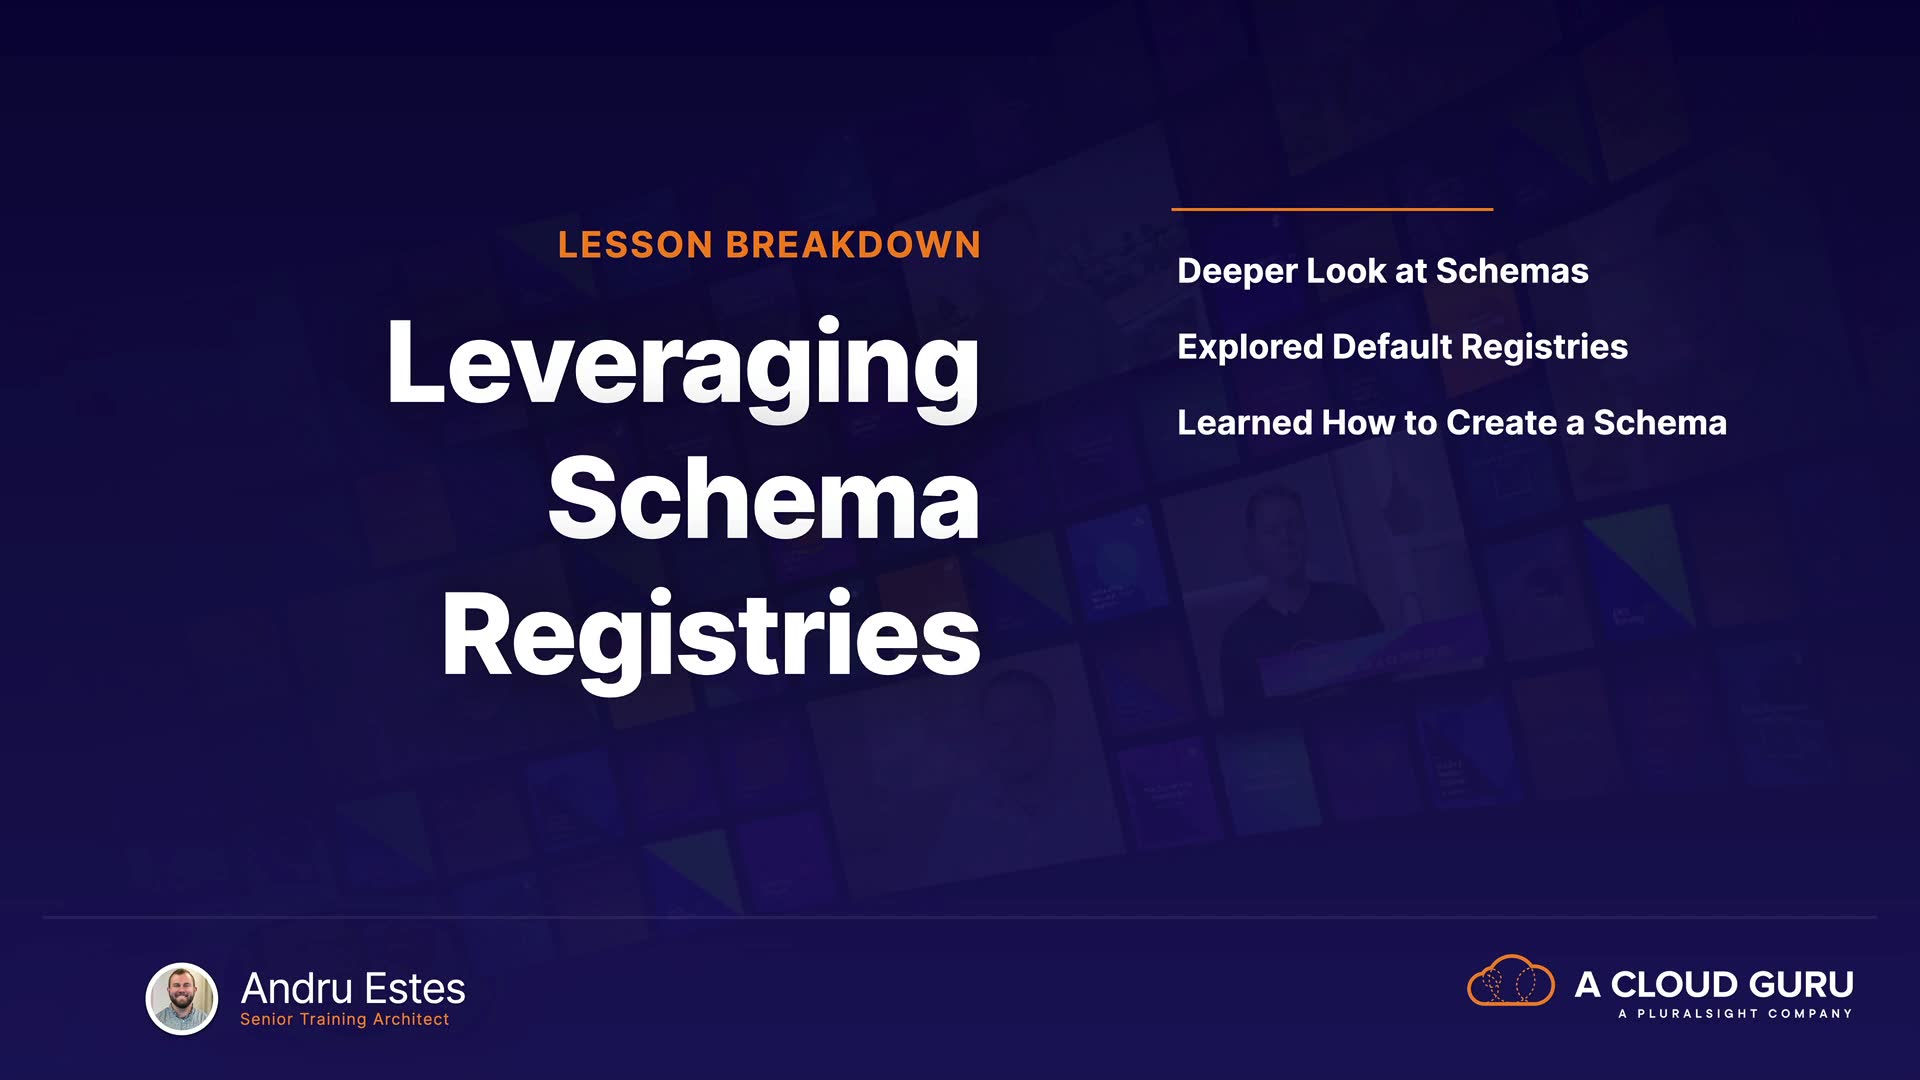 LESSON BREAKDOWN
Leveraging
Schema
Registries
Deeper Look at Schemas
Explored Default Registries
Learned How to Create a Schema
Andru Estes
Senior Training Architect
A CLOUD GURU
A PLURALSIGHT COMPANY